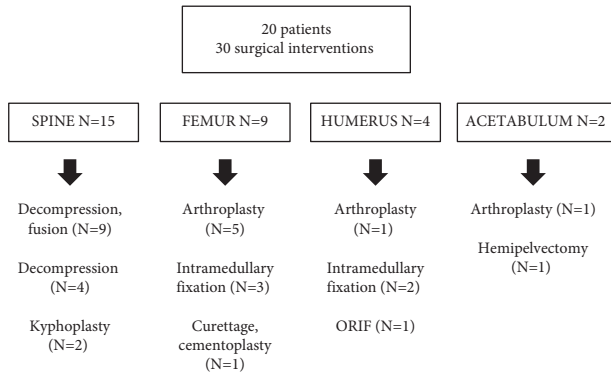 20 patients
30 surgical interventions
SPINE N=15
FEMUR N=9
HUMERUS N=4
ACETABULUM N=2
Decompression,
fusion (N=9)
Decompression
(N=4)
Kyphoplasty
(N=2)
Arthroplasty
(N=5)
Intramedullary
fixation (N=3)
Curettage,
cementoplasty
(N=1)
Arthroplasty
(N=1)
Intramedullary
fixation (N=2)
ORIF (N=1)
Arthroplasty (N=1)
Hemipelvectomy
(N=1)